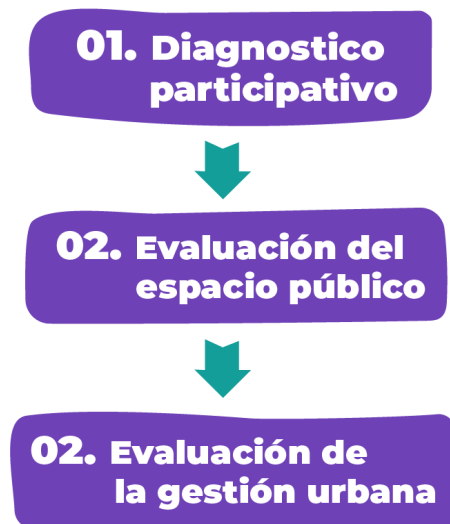 01. Diagnostico
participativo
02. Evaluación del
espacio público
02. Evaluación de
la gestión urbana